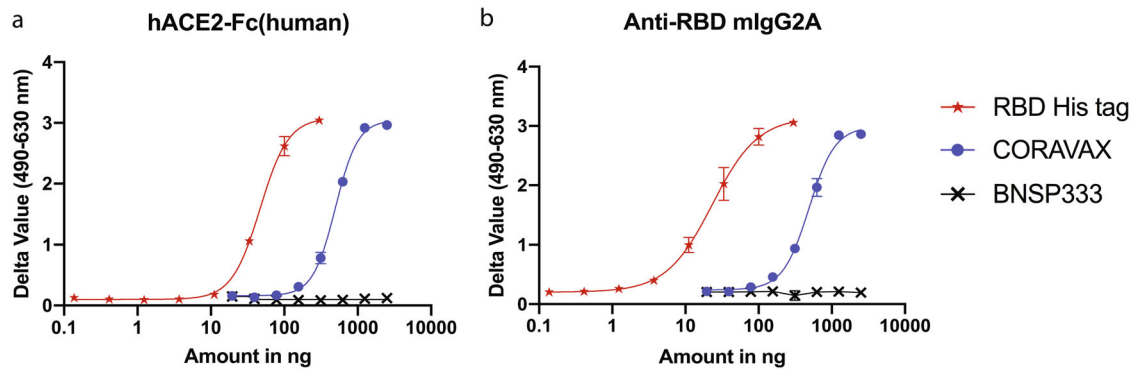 a
hACE2-Fc(human)
Delta Value (490-630 nm)
4
3
2
1
0
0.1 1 10 100 1000 10000
Amount in ng
b
Anti-RBD mIgG2A
Delta Value (490-630 nm)
4
3
2
1
0
0.1 1 10 100 1000 10000
Amount in ng
RBD His tag
CORAVAX
BNSP333